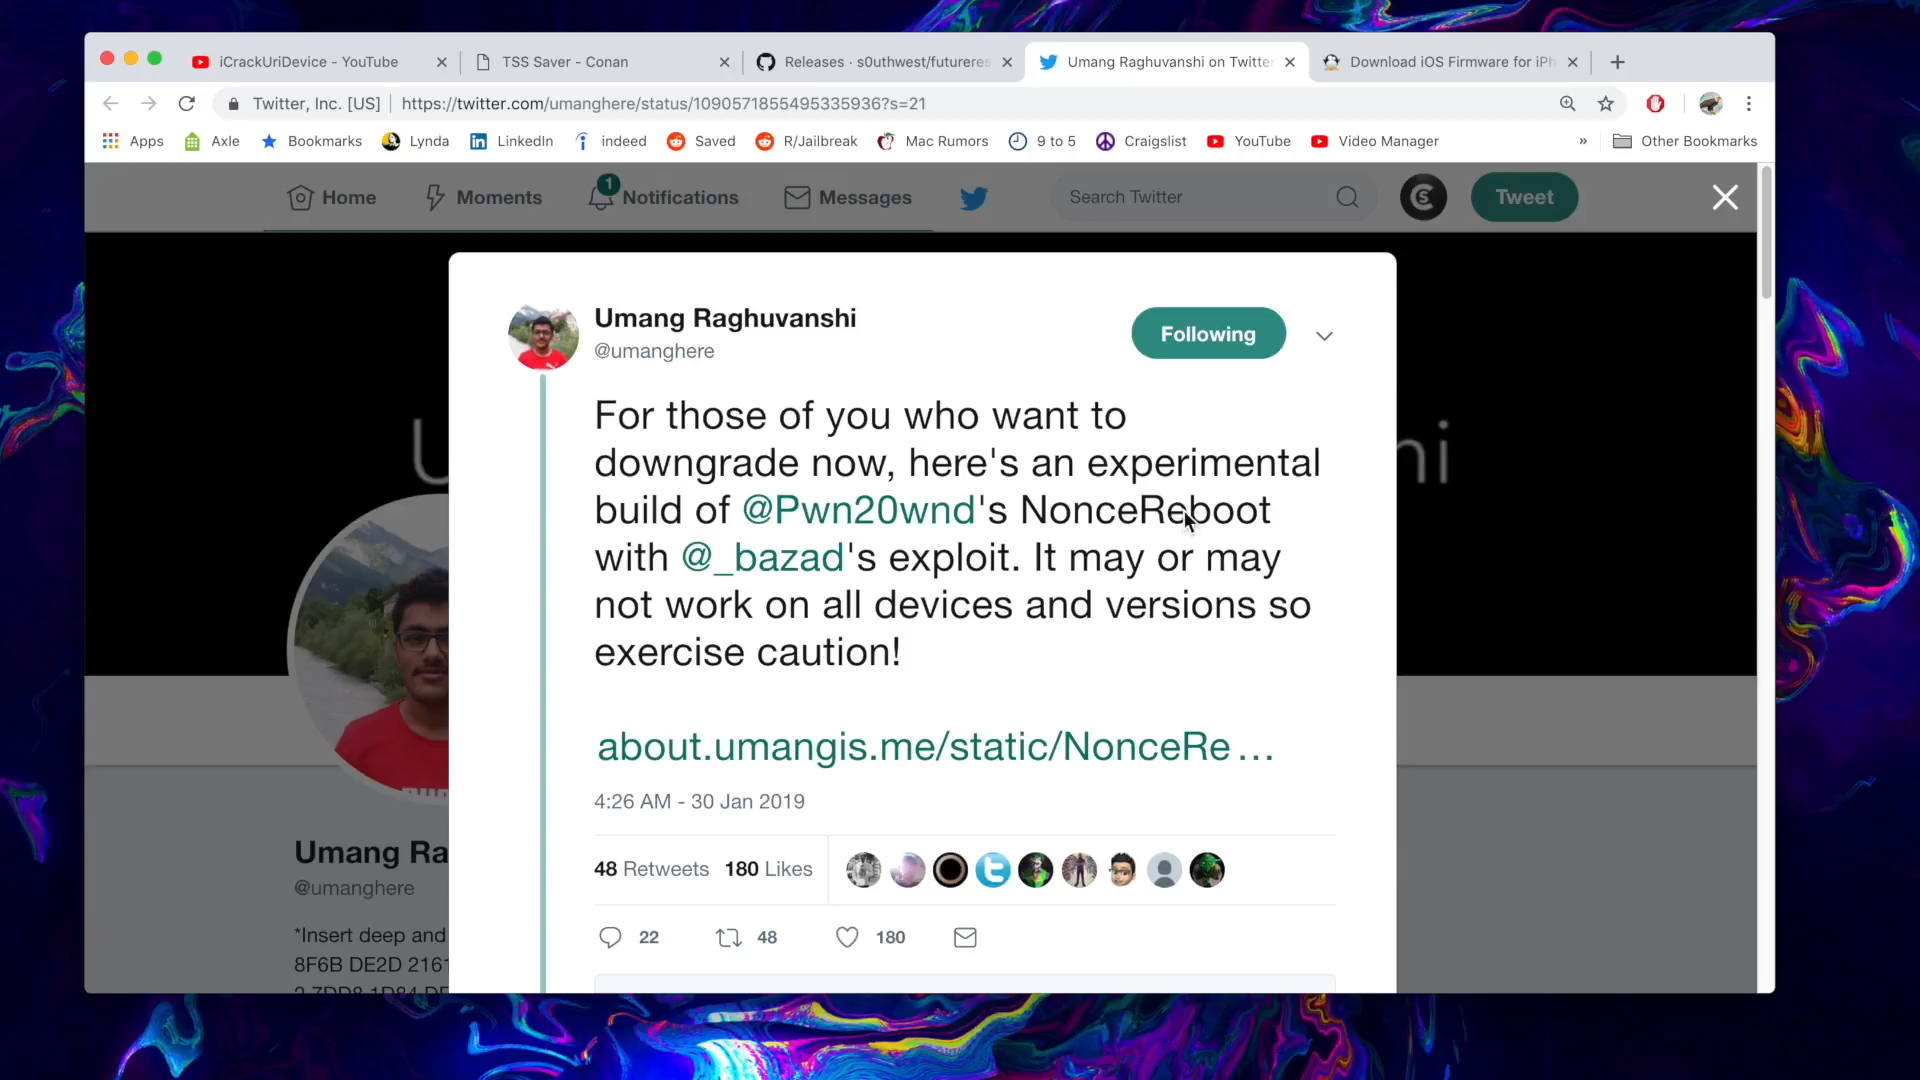 iCrackUriDevice - YouTube
TSS Saver - Conan
Releases · s0uthwest/futureres
Umang Raghuvanshi on Twitter
Download iOS Firmware for iPh
Twitter, Inc. [US] | https://twitter.com/umanghere/status/1090571855495335936?s=21
Apps Axle Bookmarks Lynda LinkedIn indeed Saved R/Jailbreak Mac Rumors 9 to 5 Craigslist YouTube Video Manager » Other Bookmarks
Home Moments 1 Notifications Messages Search Twitter Tweet
U
hi
Umang Raghuvanshi
Following
@umanghere
For those of you who want to
downgrade now, here's an experimental
build of @Pwn20wnd's NonceReboot
with @_bazad's exploit. It may or may
not work on all devices and versions so
exercise caution!
about.umangis.me/static/NonceRe…
4:26 AM - 30 Jan 2019
48 Retweets 180 Likes
22 48 180
Umang Ra
@umanghere
*Insert deep and
8F6B DE2D 2161